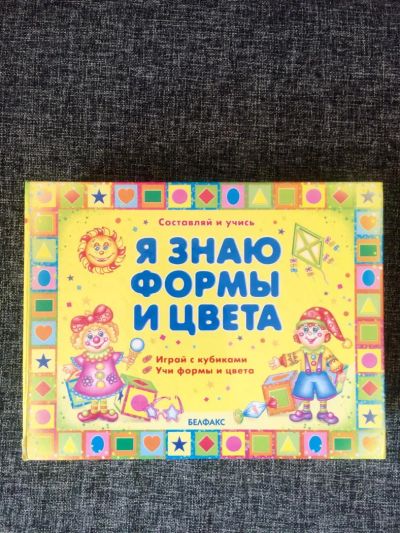 Составляй и учись
Я ЗНАЮ
ФОРМЫ
И ЦВЕТА
Играй с кубиками
Учи формы и цвета
БЕЛФАКС